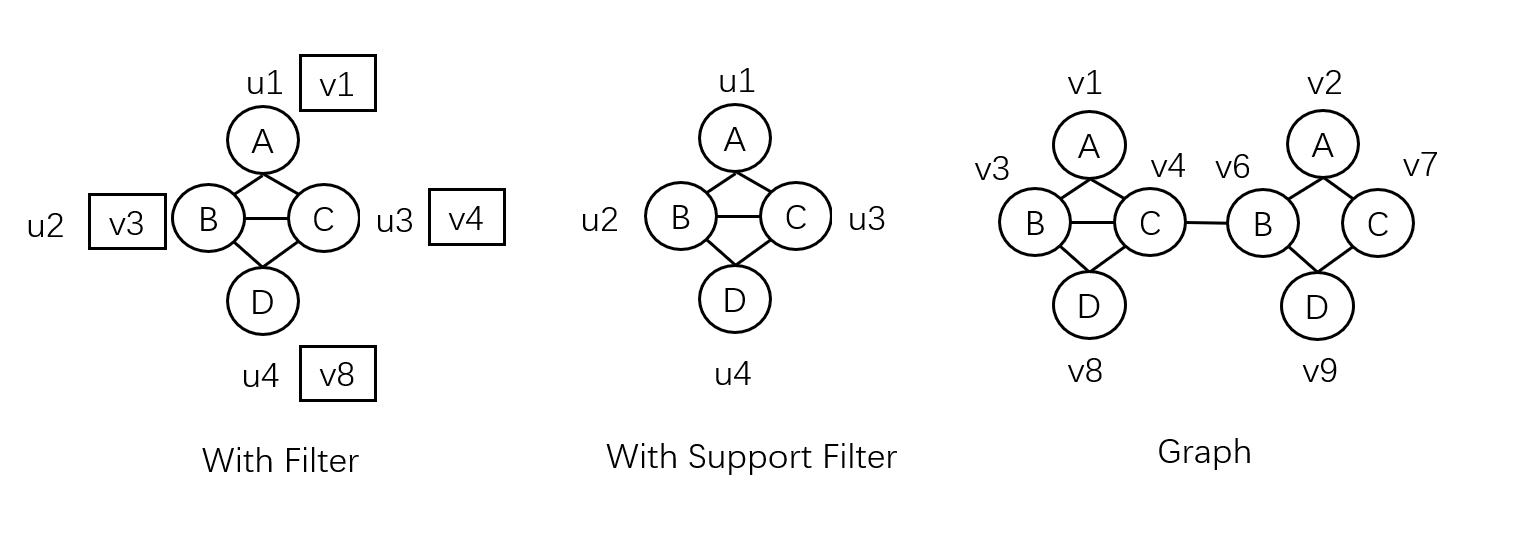 u1 v1
A
u2 v3 B C u3 v4
D
u4 v8
With Filter
u1
A
u2 B C u3
D
u4
With Support Filter
v1 v2
A A
v3 v4 v6 v7
B C B C
D D
v8 v9
Graph